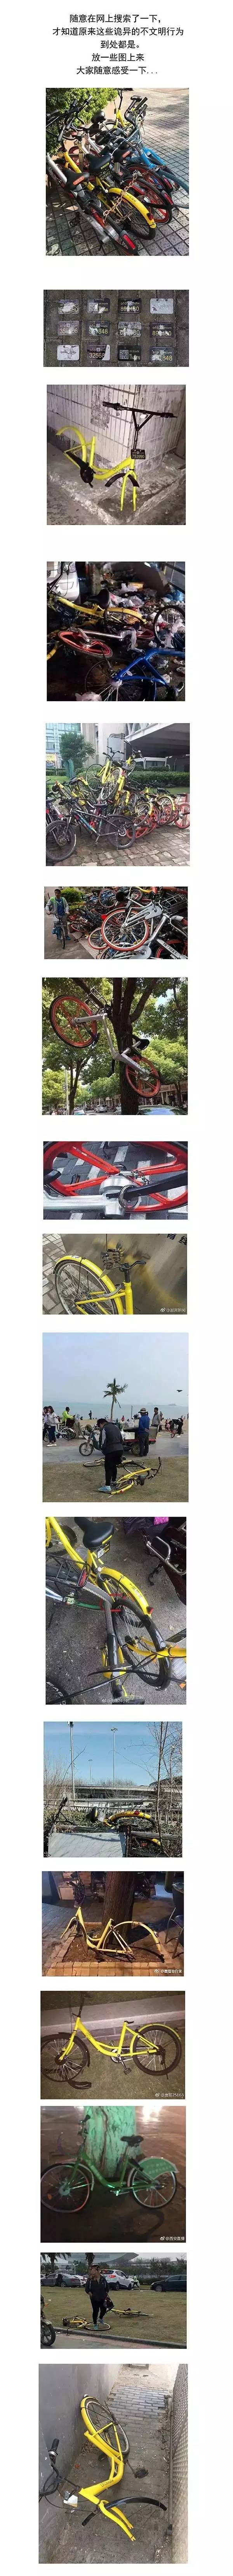 随意在网上搜索了一下，
才知道原来这些诡异的不文明行为
到处都是。
放一些图上来
大家随意感受一下...